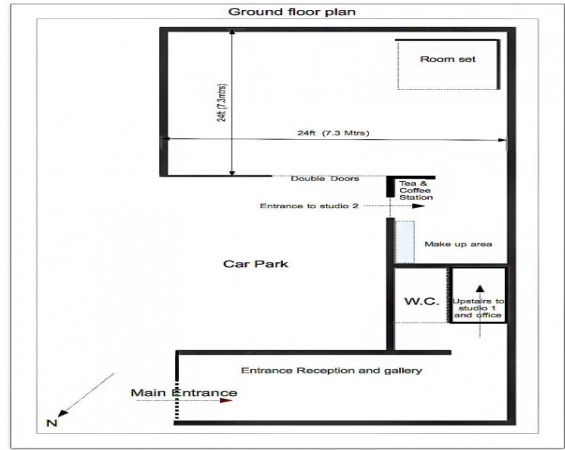 Ground floor plan
Room set
24ft (7.3mtrs)
24ft (7.3 Mtrs)
Double Doors
Tea &
Coffee
Station
Entrance to studio 2
Make up area
Car Park
W.C.
Upstairs to
studio 1
and office
Entrance Reception and gallery
Main Entrance
N